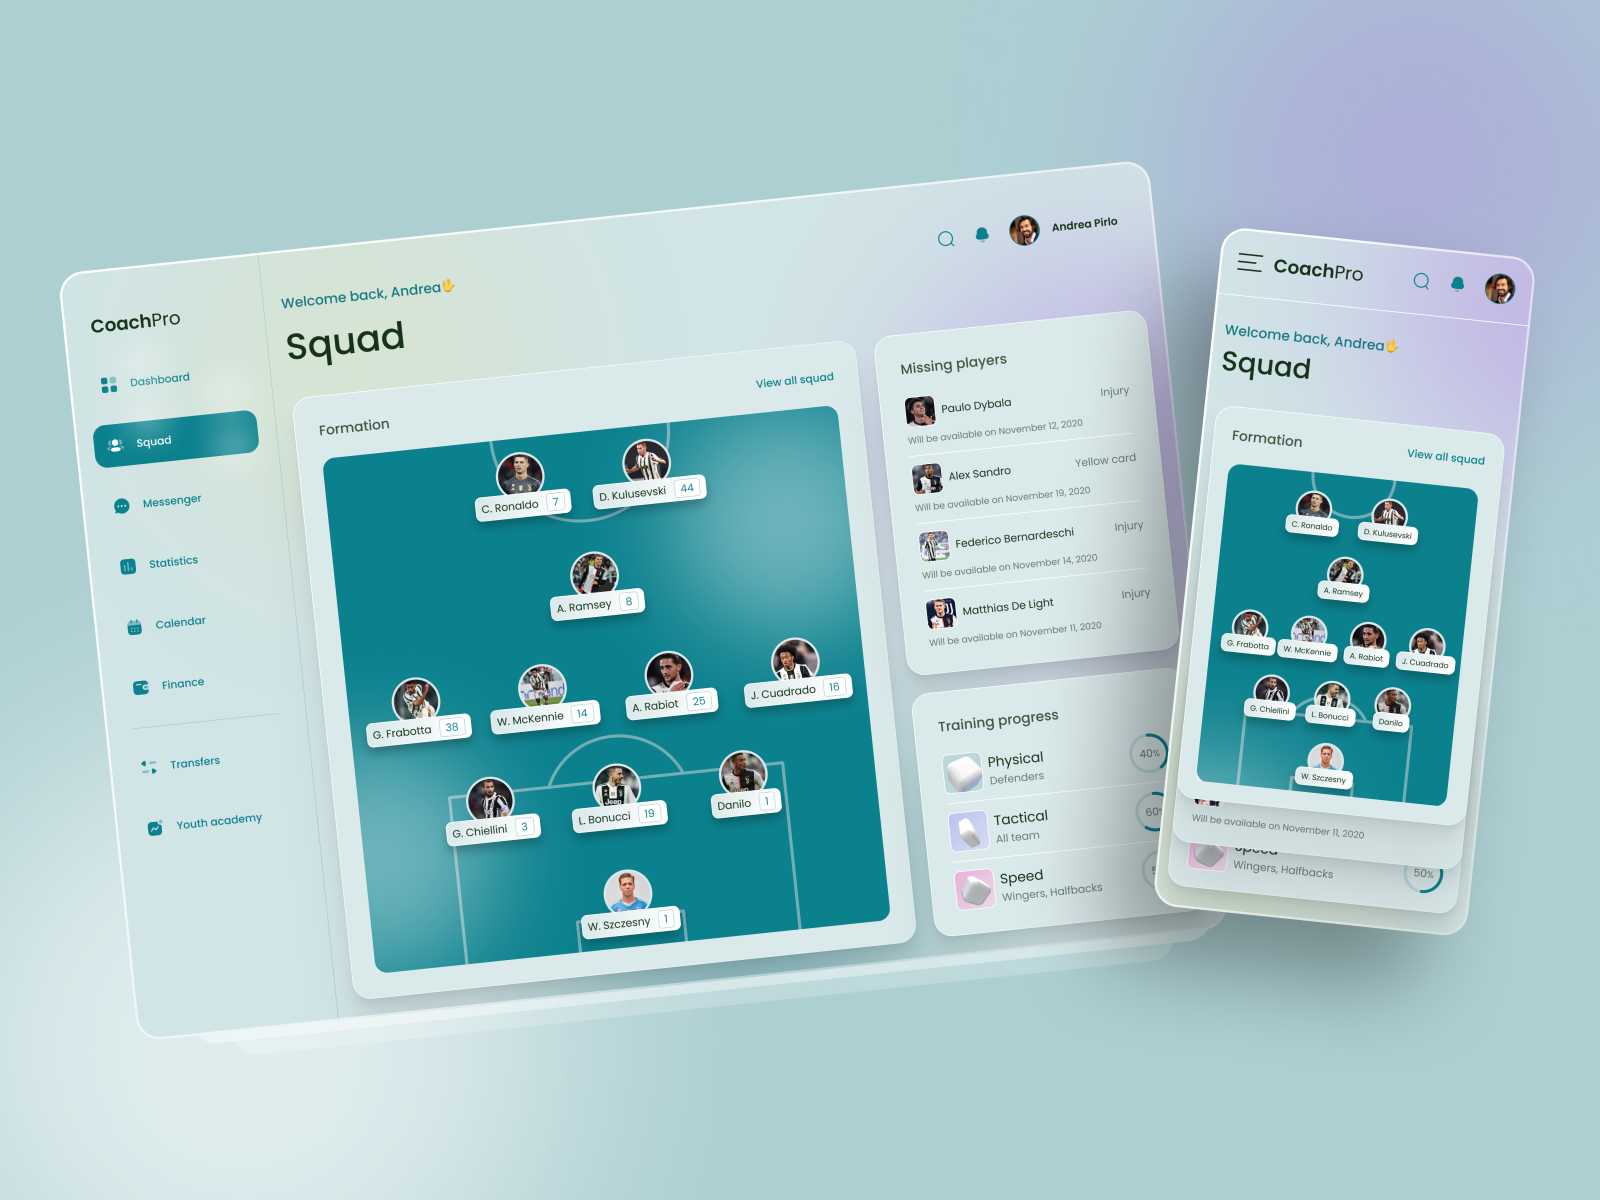 CoachPro
Dashboard
Squad
Messenger
Statistics
Calendar
Finance
Transfers
Youth academy
Welcome back, Andrea🖖
Squad
Andrea Pirlo
Formation
View all squad
C. Ronaldo 7
D. Kulusevski 44
A. Ramsey 8
G. Frabotta 38
W. McKennie 14
A. Rabiot 25
J. Cuadrado 16
G. Chiellini 3
L. Bonucci 19
Jeep
Danilo 1
W. Szczesny 1
Missing players
Paulo Dybala
Injury
Will be available on November 12, 2020
Alex Sandro
Yellow card
Will be available on November 19, 2020
Federico Bernardeschi
Injury
Will be available on November 14, 2020
Matthias De Light
Injury
Will be available on November 11, 2020
Training progress
Physical
Defenders
40%
Tactical
All team
Speed
Wingers, Halfbacks
CoachPro
Welcome back, Andrea🖖
Squad
Formation
View all squad
C. Ronaldo
D. Kulusevski
A. Ramsey
G. Frabotta
W. McKennie
A. Rabiot
J. Cuadrado
G. Chiellini
L. Bonucci
Danilo
W. Szczesny
Will be available on November 11, 2020
Speed
Wingers, Halfbacks
50%